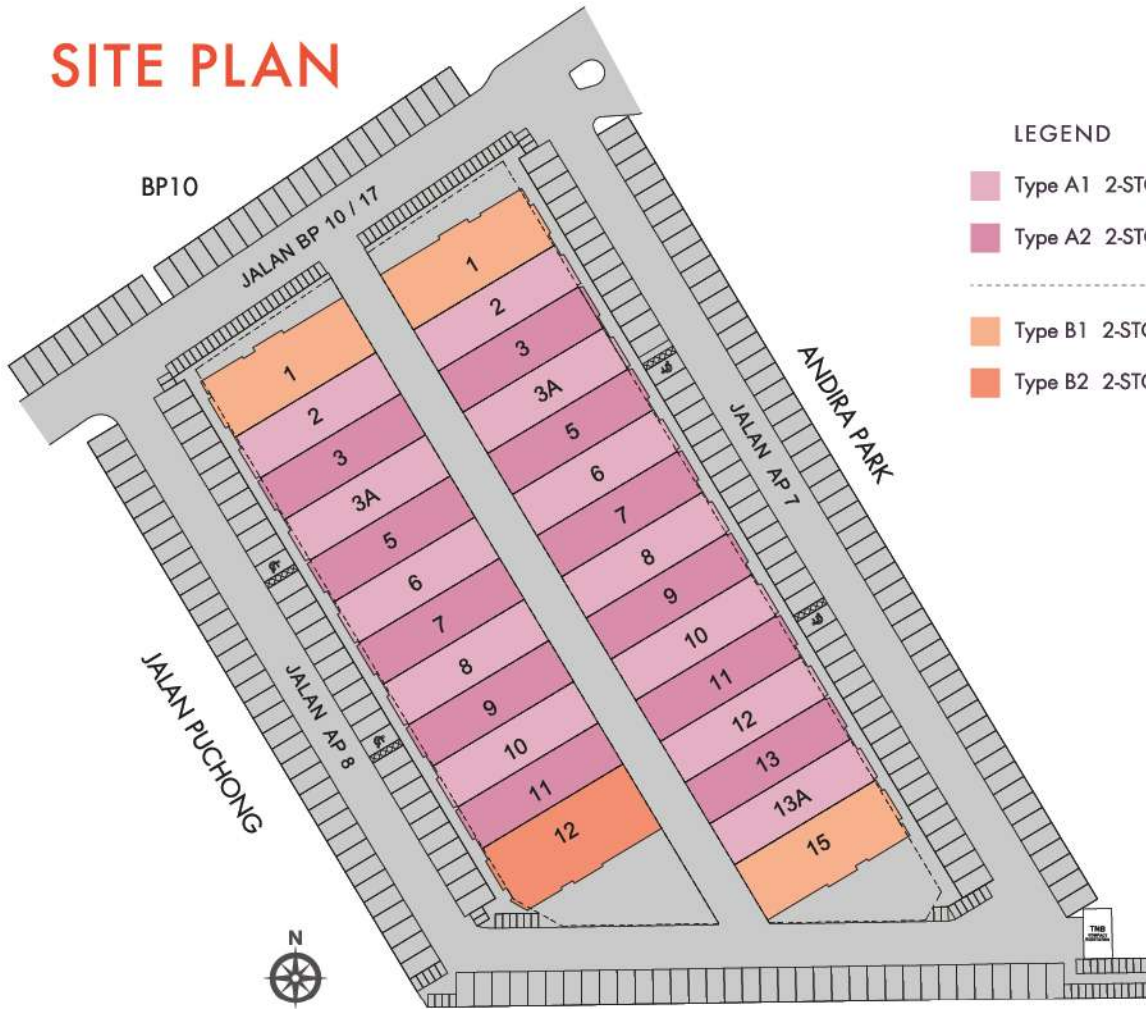 SITE PLAN
BP10
JALAN BP 10 / 17
LEGEND
Type A1 2-STO
Type A2 2-STO
Type B1 2-STO
Type B2 2-STO
1
2
3
3A
5
6
7
8
9
10
11
12
1
2
3
3A
5
6
7
8
9
10
11
12
13
13A
15
JALAN AP 7
ANDIRA PARK
JALAN AP 8
JALAN PUCHONG
N
TNB